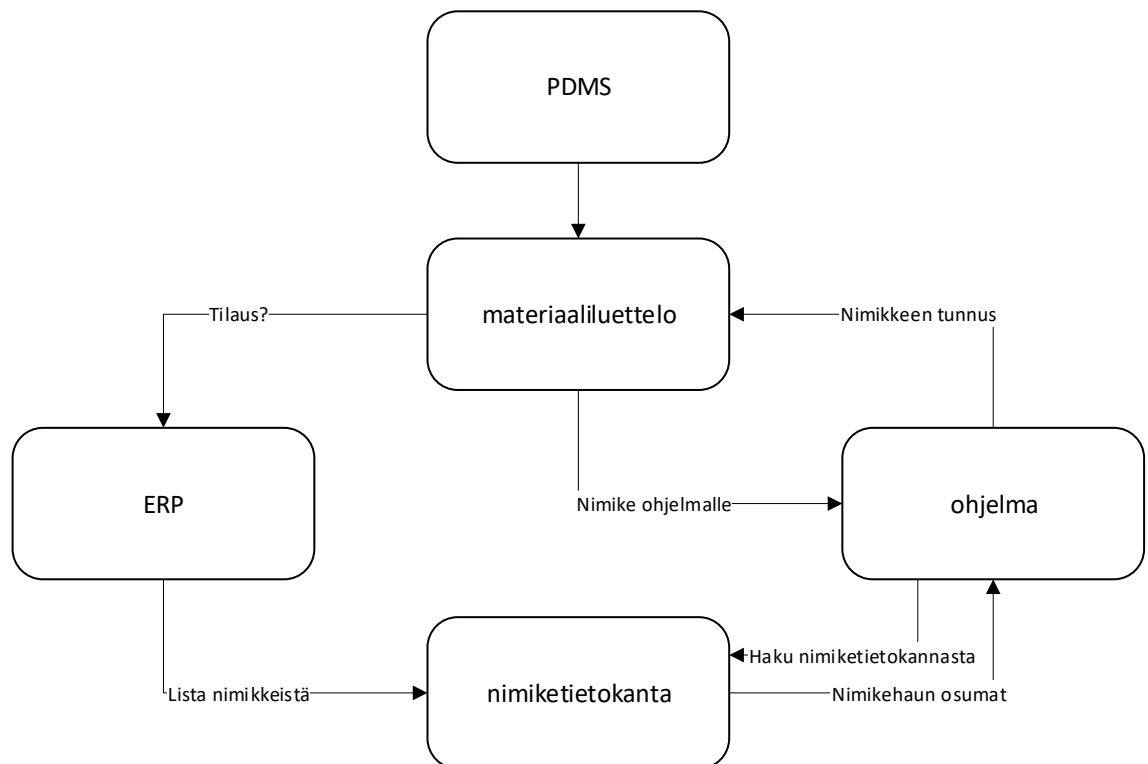 PDMS
materiaaliluettelo
Tilaus?
Nimikkeen tunnus
ERP
Nimike ohjelmalle
ohjelma
Haku nimiketietokannasta
Lista nimikkeistä
nimiketietokanta
Nimikehaun osumat